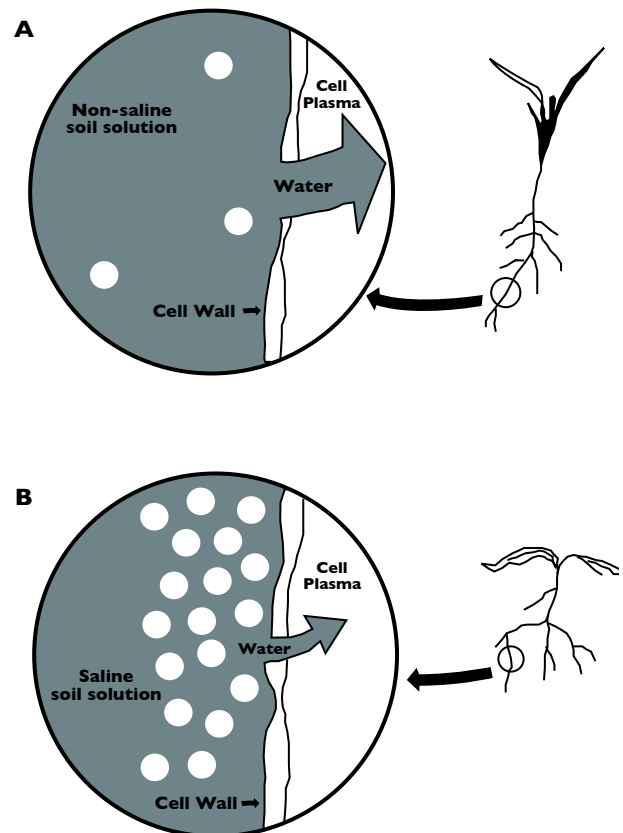 A
Cell
Plasma
Non-saline
soil solution
Water
Cell Wall
B
Cell
Plasma
Water
Saline
soil solution
Cell Wall